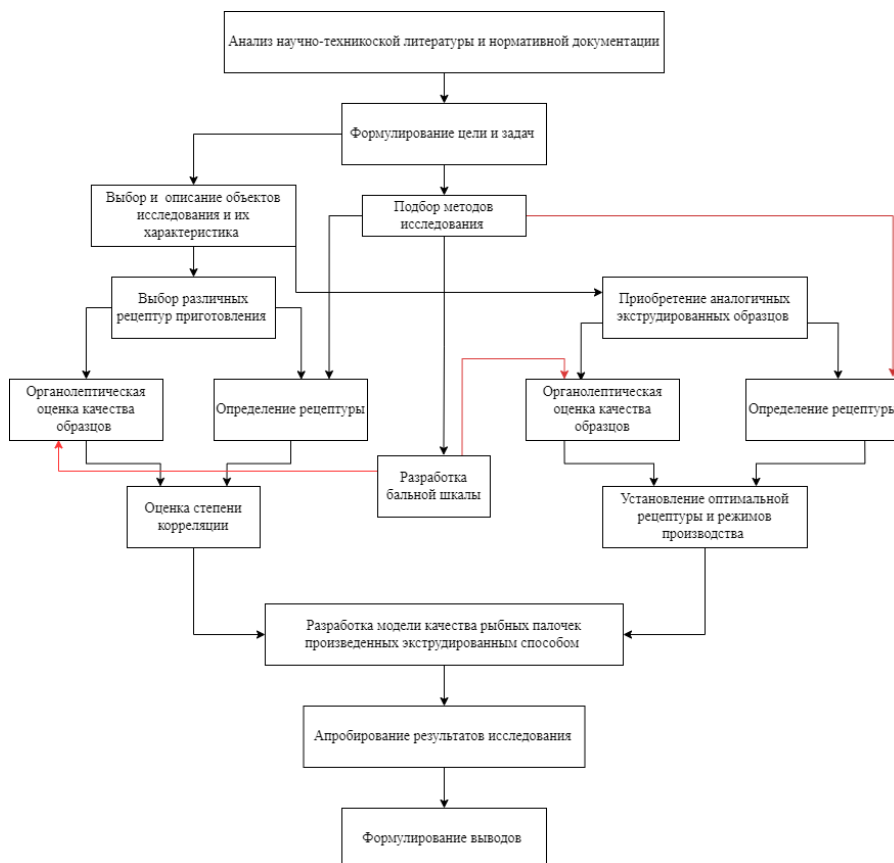 Анализ научно-техникоской литературы и нормативной документации
Формулирование цели и задач
Выбор и описание объектов
исследования и их
характеристика
Подбор методов
исследования
Выбор различных
рецептур приготовления
Приобретение аналогичных
экструдированных образцов
Органолептическая
оценка качества
образцов
Определение рецептуры
Органолептическая
оценка качества
образцов
Определение рецептуры
Разработка
бальной шкалы
Оценка степени
корреляции
Установление оптимальной
рецептуры и режимов
производства
Разработка модели качества рыбных палочек
произведенных экструдированным способом
Апробирование результатов исследования
Формулирование выводов